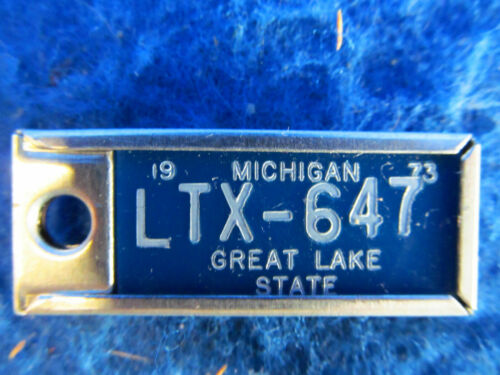 19 MICHIGAN 73
LTX-647
GREAT LAKE
STATE